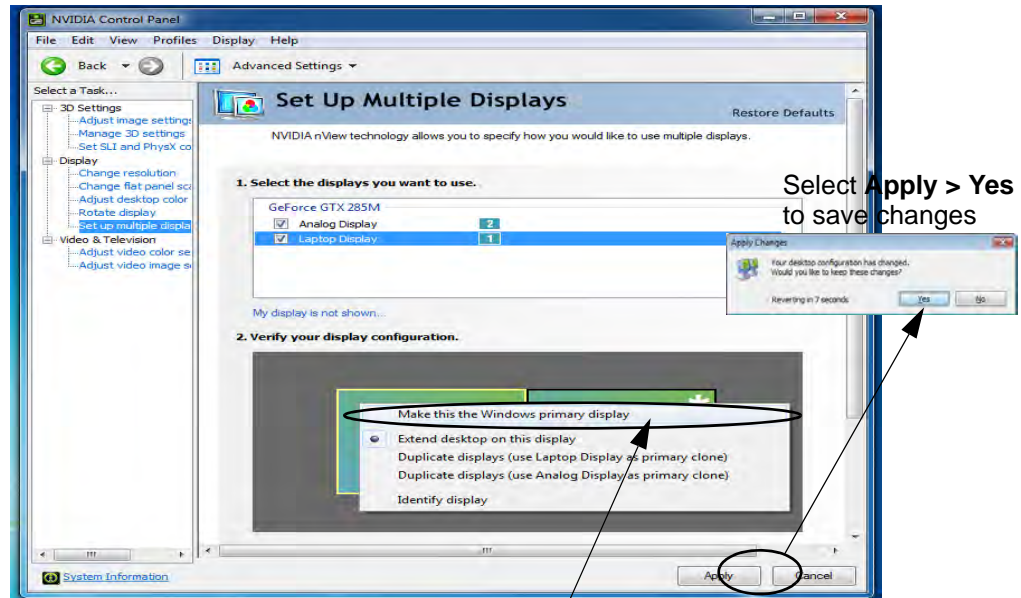 NVIDIA Control Panel
File Edit View Profiles Display Help
Back
Advanced Settings
Select a Task...
3D Settings
Adjust image settings
Manage 3D settings
Set SLI and PhysX co
Display
Change resolution
Change flat panel sca
Adjust desktop color
Rotate display
Set up multiple displa
Video & Television
Adjust video color se
Adjust video image s
System Information
Set Up Multiple Displays
Restore Defaults
NVIDIA nView technology allows you to specify how you would like to use multiple displays.
1. Select the displays you want to use.
GeForce GTX 285M
Analog Display 2
Laptop Display 1
My display is not shown...
2. Verify your display configuration.
Make this the Windows primary display
Extend desktop on this display
Duplicate displays (use Laptop Display as primary clone)
Duplicate displays (use Analog Display as primary clone)
Identify display
Apply Cancel
Select Apply > Yes
to save changes
Apply Changes
Your desktop configuration has changed.
Would you like to keep these changes?
Reverting in 7 seconds
Yes No